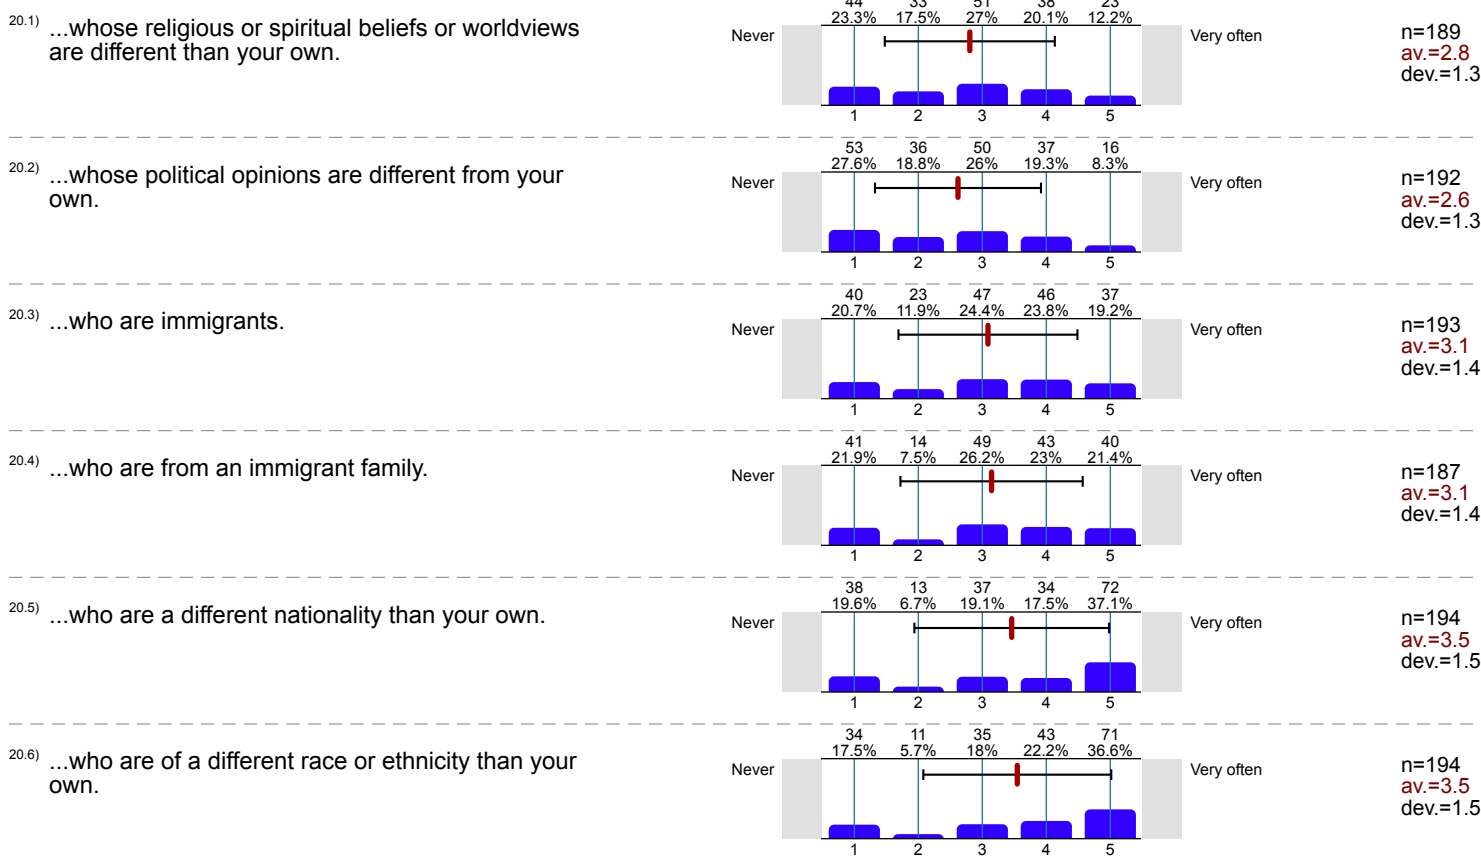 44 33 51 38 23
20.1) ...whose religious or spiritual beliefs or worldviews 23.3% 17.5% 27% 20.1% 12.2%
are different than your own. Never Very often n=189
av.=2.8
dev.=1.3
1 2 3 4 5
53 36 50 37 16
20.2) ...whose political opinions are different from your 27.6% 18.8% 26% 19.3% 8.3%
own. Never Very often n=192
av.=2.6
dev.=1.3
1 2 3 4 5
40 23 47 46 37
20.7% 11.9% 24.4% 23.8% 19.2%
20.3) ...who are immigrants. Never Very often n=193
av.=3.1
dev.=1.4
1 2 3 4 5
41 14 49 43 40
21.9% 7.5% 26.2% 23% 21.4%
20.4) ...who are from an immigrant family. Never Very often n=187
av.=3.1
dev.=1.4
1 2 3 4 5
38 13 37 34 72
19.6% 6.7% 19.1% 17.5% 37.1%
20.5) ...who are a different nationality than your own. Never Very often n=194
av.=3.5
dev.=1.5
1 2 3 4 5
34 11 35 43 71
17.5% 5.7% 18% 22.2% 36.6%
20.6) ...who are of a different race or ethnicity than your Never Very often n=194
own. av.=3.5
dev.=1.5
1 2 3 4 5